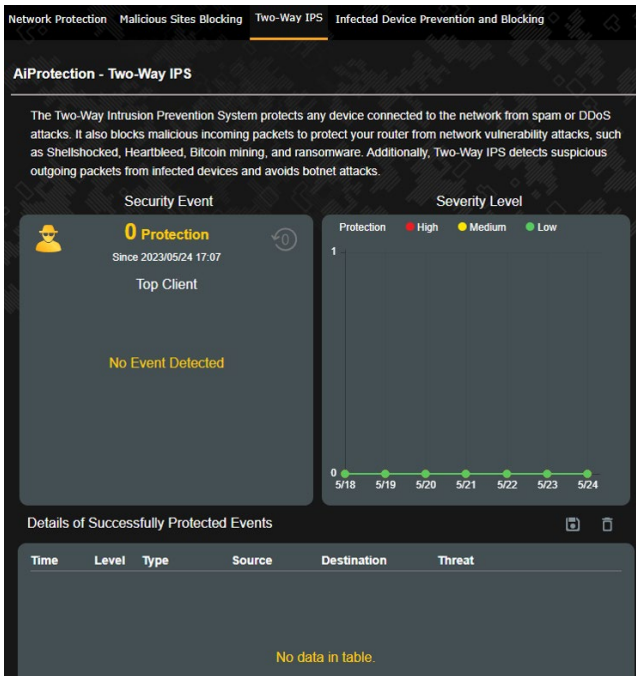 Network Protection Malicious Sites Blocking Two-Way IPS Infected Device Prevention and Blocking
AiProtection - Two-Way IPS
The Two-Way Intrusion Prevention System protects any device connected to the network from spam or DDoS
attacks. It also blocks malicious incoming packets to protect your router from network vulnerability attacks, such
as Shellshocked, Heartbleed, Bitcoin mining, and ransomware. Additionally, Two-Way IPS detects suspicious
outgoing packets from infected devices and avoids botnet attacks.
Security Event
0 Protection
0
Since 2023/05/24 17:07
Top Client
No Event Detected
Severity Level
Protection High Medium Low
1
0
5/18 5/19 5/20 5/21 5/22 5/23 5/24
Details of Successfully Protected Events
Time Level Type Source Destination Threat
No data in table.